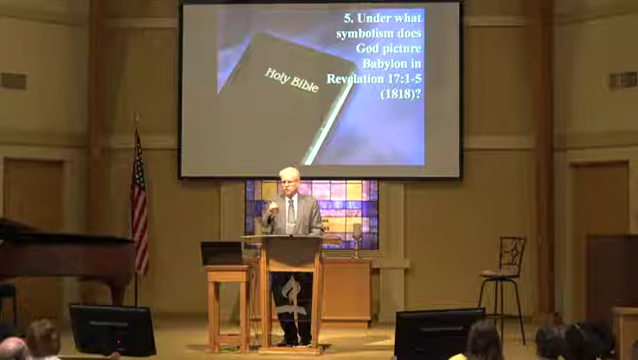 5. Under what
symbolism does
God picture
Babylon in
Revelation 17:1-5
(1818)?
Holy Bible